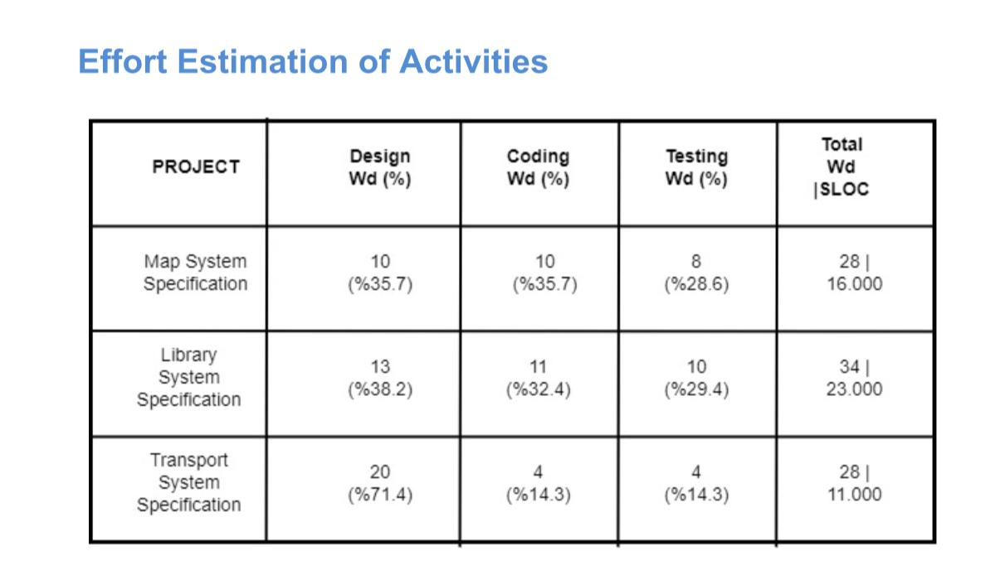 Effort Estimation of Activities
PROJECT
Design
Wd (%)
Coding
Wd (%)
Testing
Wd (%)
Total
Wd
|SLOC
Map System
Specification
10
(%35.7)
10
(%35.7)
8
(%28.6)
28 |
16.000
Library
System
Specification
13
(%38.2)
11
(%32.4)
10
(%29.4)
34 |
23.000
Transport
System
Specification
20
(%71.4)
4
(%14.3)
4
(%14.3)
28 |
11.000